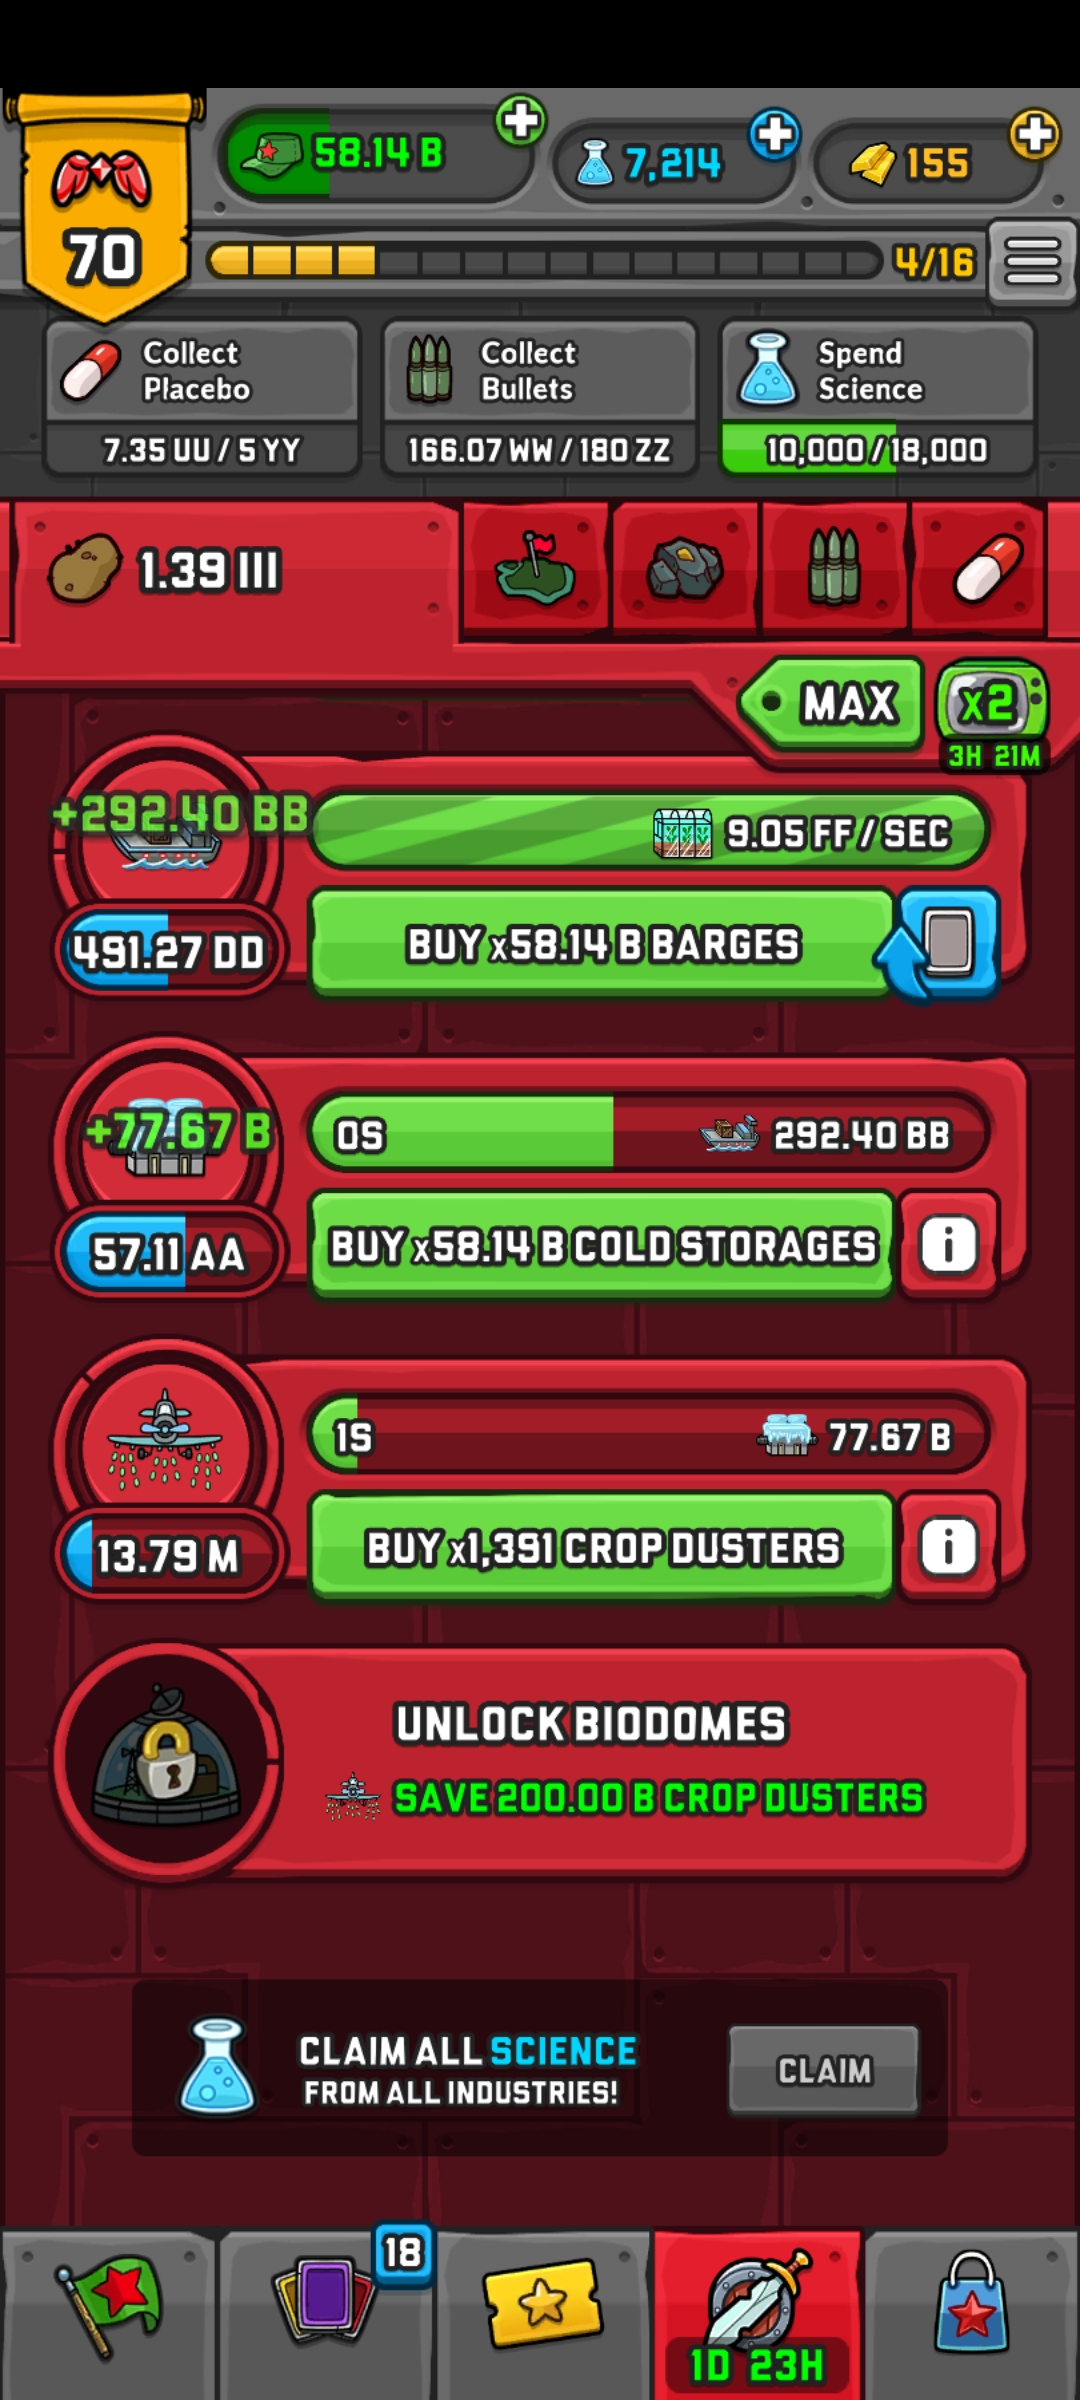 58.14 B
7,214
155
70
4/16
Collect
Placebo
7.35 UU / 5 YY
Collect
Bullets
166.07 WW / 180 ZZ
Spend
Science
10,000 / 18,000
1.39 III
MAX
x2
3H 21M
+292.40 BB
9.05 FF / SEC
491.27 DD
BUY x58.14 B BARGES
+77.67 B
0S
292.40 BB
57.11 AA
BUY x58.14 B COLD STORAGES
i
1S
77.67 B
13.79 M
BUY x1,391 CROP DUSTERS
i
UNLOCK BIODOMES
SAVE 200.00 B CROP DUSTERS
CLAIM ALL SCIENCE
FROM ALL INDUSTRIES!
CLAIM
18
1D 23H